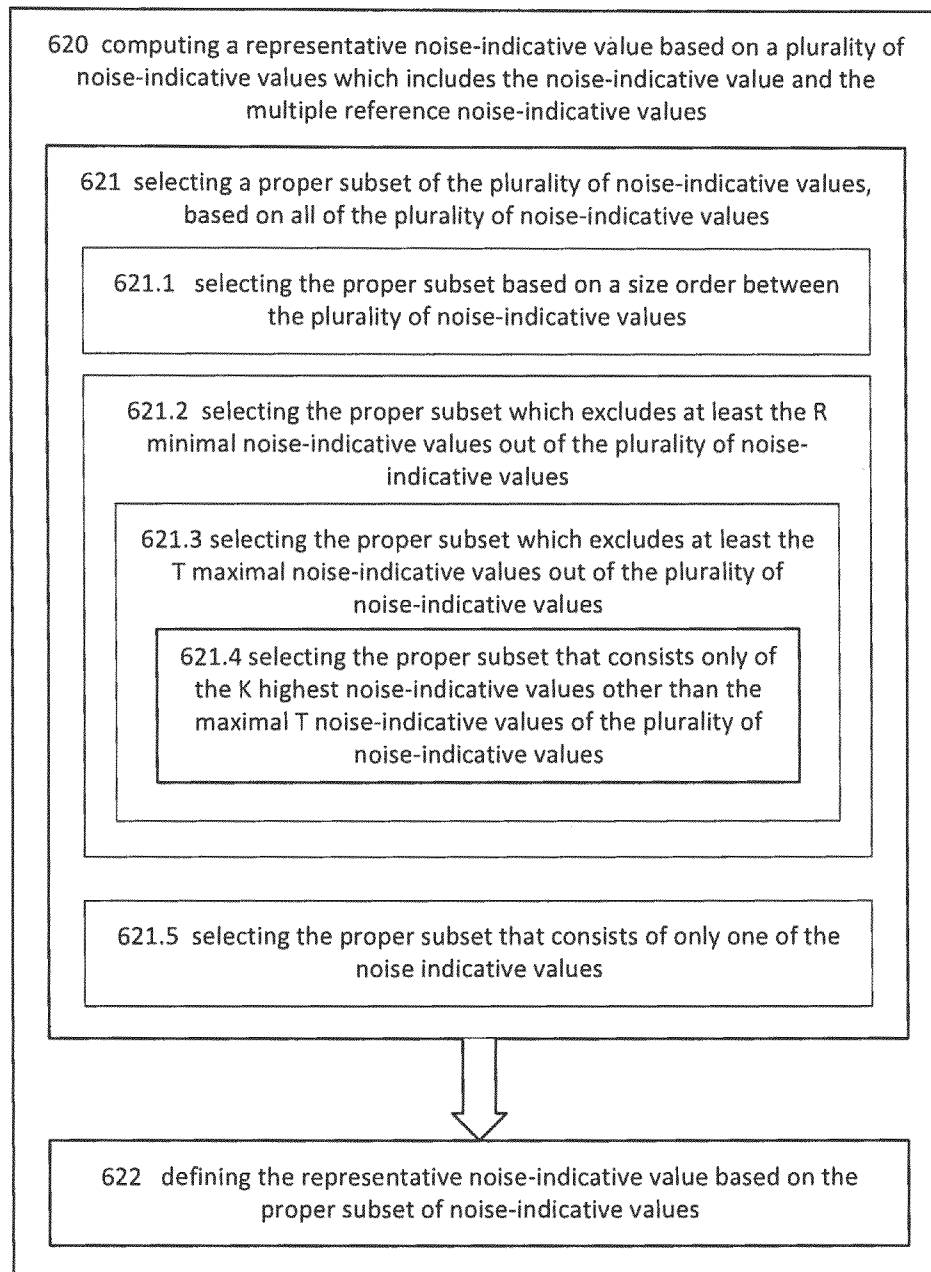 620 computing a representative noise-indicative value based on a plurality of
noise-indicative values which includes the noise-indicative value and the
multiple reference noise-indicative values
621 selecting a proper subset of the plurality of noise-indicative values,
based on all of the plurality of noise-indicative values
621.1 selecting the proper subset based on a size order between
the plurality of noise-indicative values
621.2 selecting the proper subset which excludes at least the R
minimal noise-indicative values out of the plurality of noise-
indicative values
621.3 selecting the proper subset which excludes at least the
T maximal noise-indicative values out of the plurality of
noise-indicative values
621.4 selecting the proper subset that consists only of
the K highest noise-indicative values other than the
maximal T noise-indicative values of the plurality of
noise-indicative values
621.5 selecting the proper subset that consists of only one of the
noise indicative values
622 defining the representative noise-indicative value based on the
proper subset of noise-indicative values